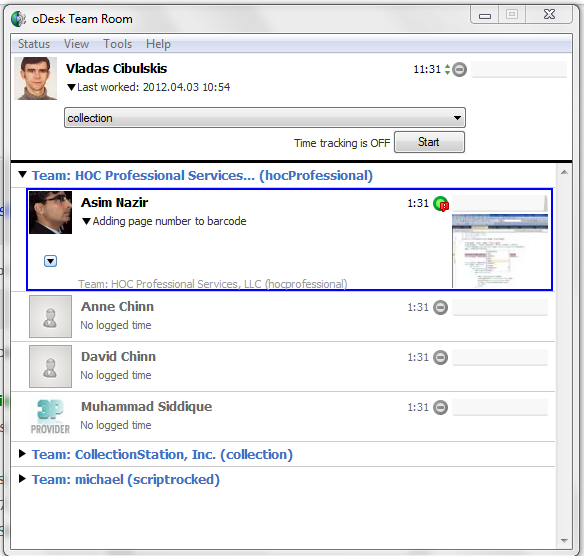 oDesk Team Room
Status View Tools Help
Vladas Cibulskis 11:31
Last worked: 2012.04.03 10:54
collection
Time tracking is OFF Start
Team: HOC Professional Services... (hocProfessional)
Asim Nazir 1:31
Adding page number to barcode
Team: HOC Professional Services, LLC (hocprofessional)
Anne Chinn 1:31
No logged time
David Chinn 1:31
No logged time
Muhammad Siddique 1:31
3P
PROVIDER
No logged time
Team: CollectionStation, Inc. (collection)
Team: michael (scriptrocked)